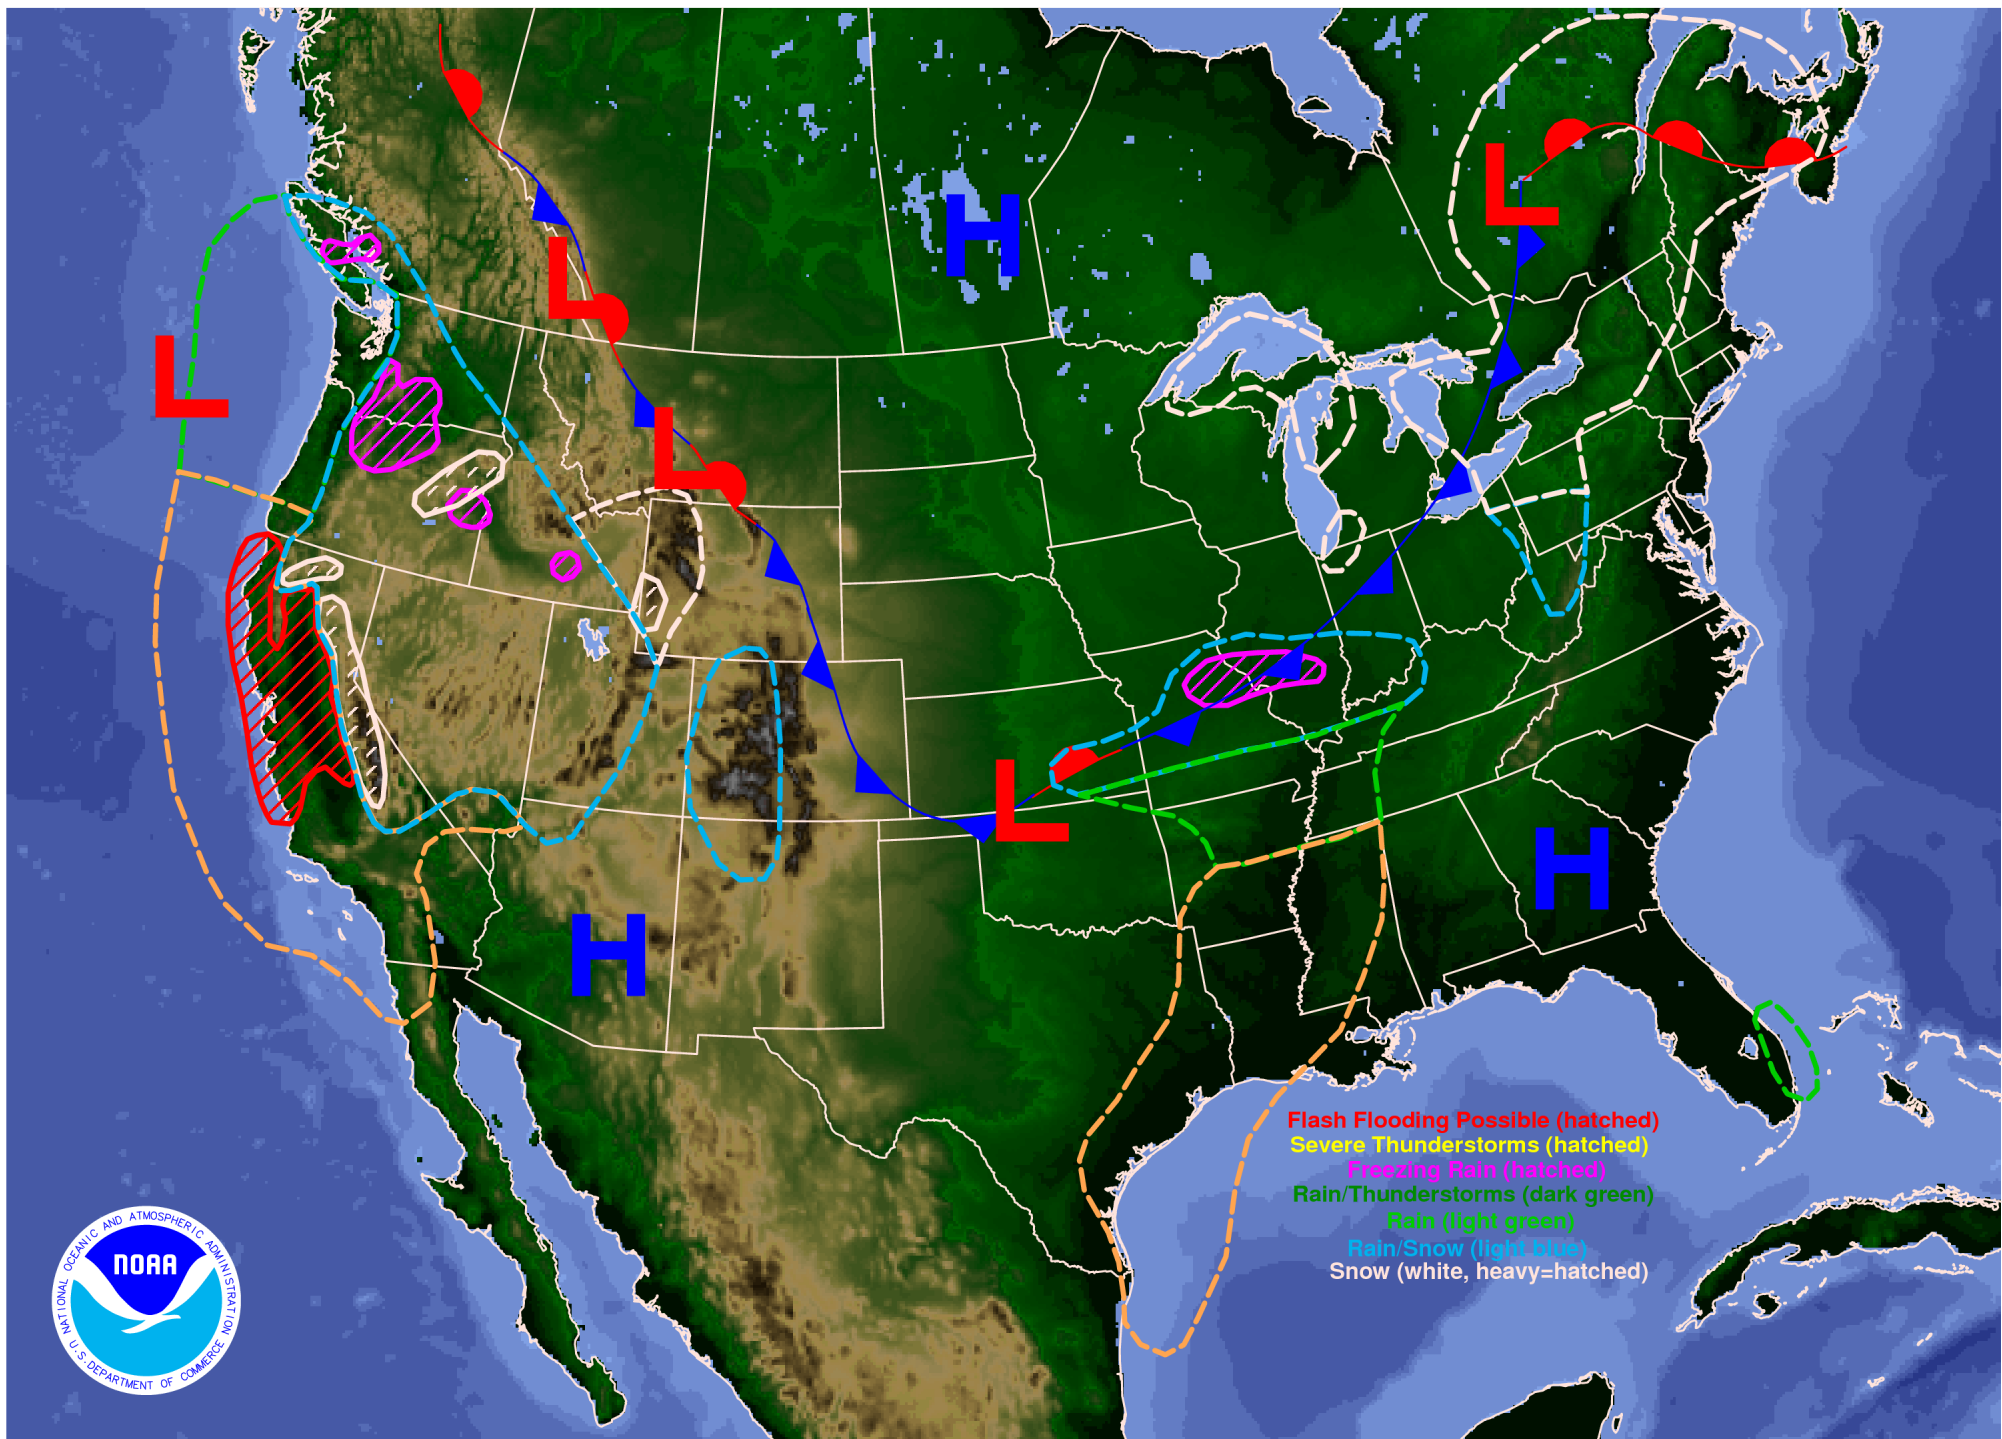 L
H
L
L
L
L
H
H
Flash Flooding Possible (hatched)
Severe Thunderstorms (hatched)
Freezing Rain (hatched)
Rain/Thunderstorms (dark green)
Rain (light green)
Rain/Snow (light blue)
Snow (white, heavy=hatched)
NATIONAL OCEANIC AND ATMOSPHERIC ADMINISTRATION
NOAA
U.S. DEPARTMENT OF COMMERCE